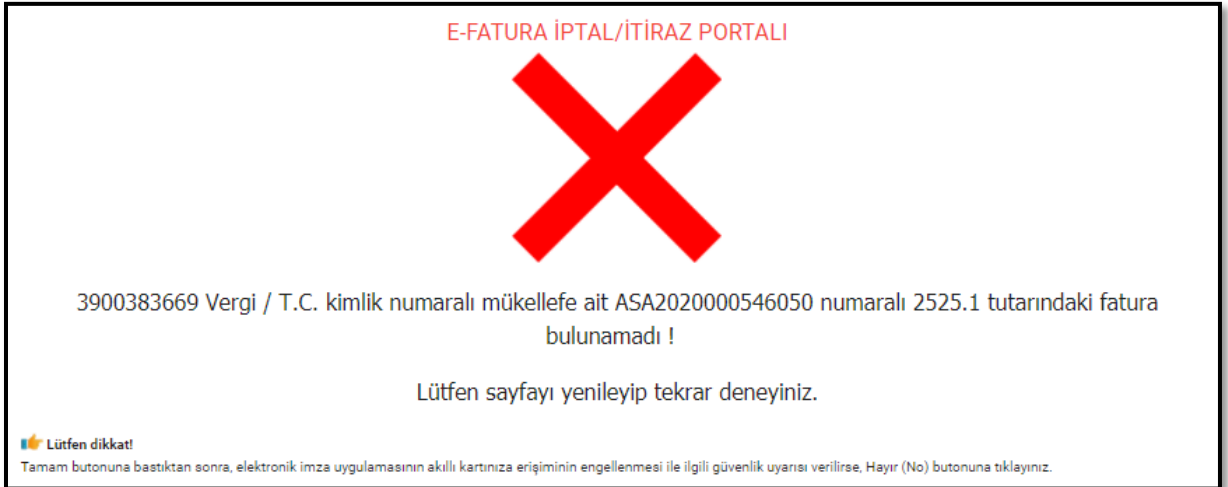 E-FATURA İPTAL/İTİRAZ PORTALI
3900383669 Vergi / T.C. kimlik numaralı mükellefe ait ASA2020000546050 numaralı 2525.1 tutarındaki fatura
bulunamadı !
Lütfen sayfayı yenileyip tekrar deneyiniz.
Lütfen dikkat!
Tamam butonuna bastıktan sonra, elektronik imza uygulamasının akıllı kartınıza erişiminin engellenmesi ile ilgili güvenlik uyarısı verilirse, Hayır (No) butonuna tıklayınız.